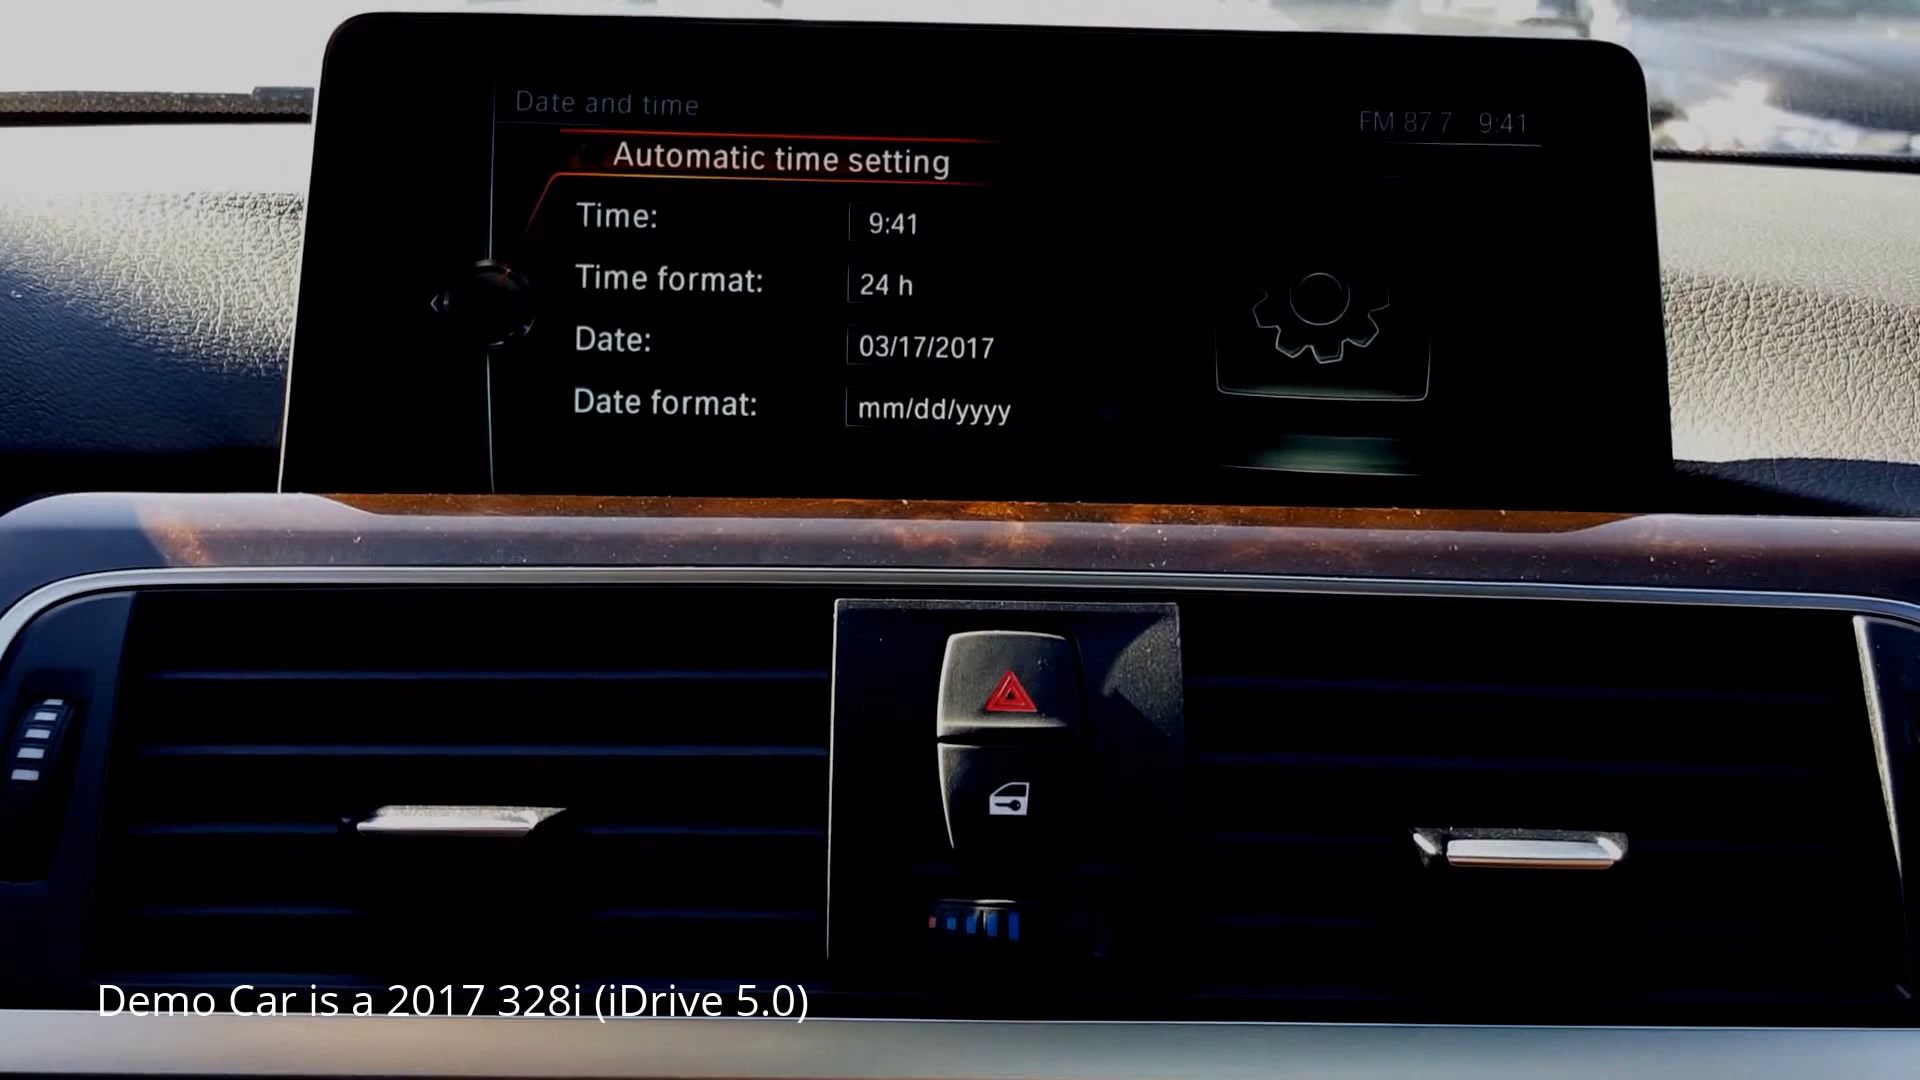 Date and time
FM 87.7 9:41
Automatic time setting
Time: 9:41
Time format: 24 h
Date: 03/17/2017
Date format: mm/dd/yyyy
Demo Car is a 2017 328i (iDrive 5.0)